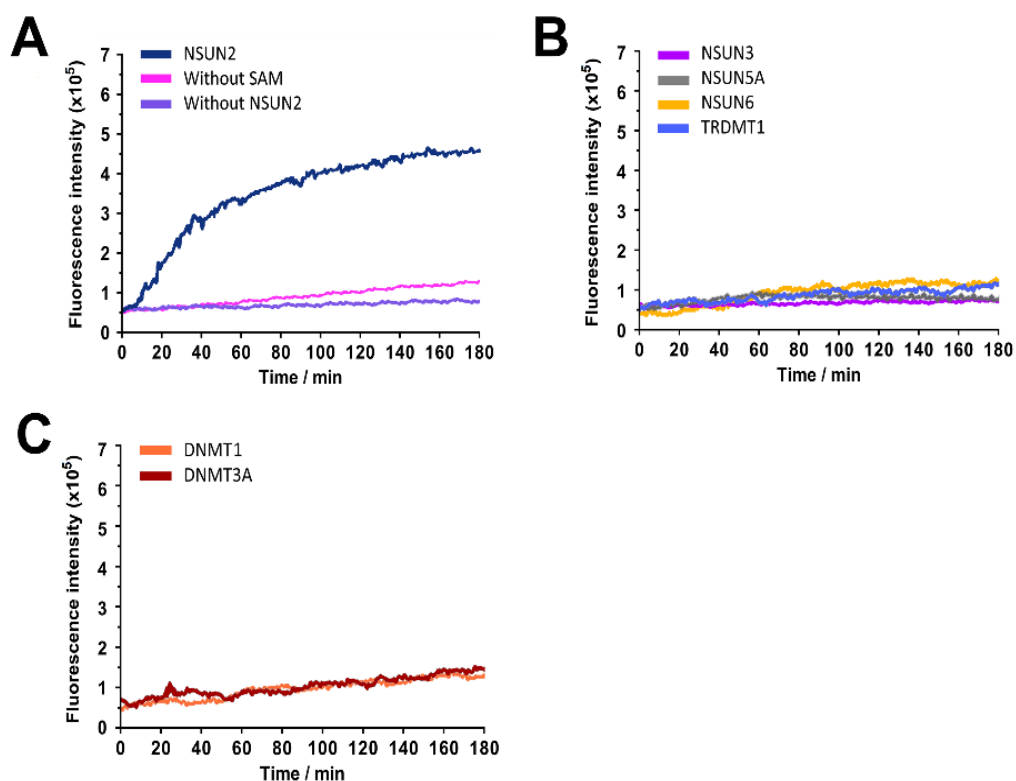 A
NSUN2
Without SAM
Without NSUN2
Fluorescence intensity (x10⁵)
7
6
5
4
3
2
1
0
0 20 40 60 80 100 120 140 160 180
Time / min
B
NSUN3
NSUN5A
NSUN6
TRDMT1
Fluorescence intensity (x10⁵)
7
6
5
4
3
2
1
0
0 20 40 60 80 100 120 140 160 180
Time / min
C
DNMT1
DNMT3A
Fluorescence intensity (x10⁵)
7
6
5
4
3
2
1
0
0 20 40 60 80 100 120 140 160 180
Time / min